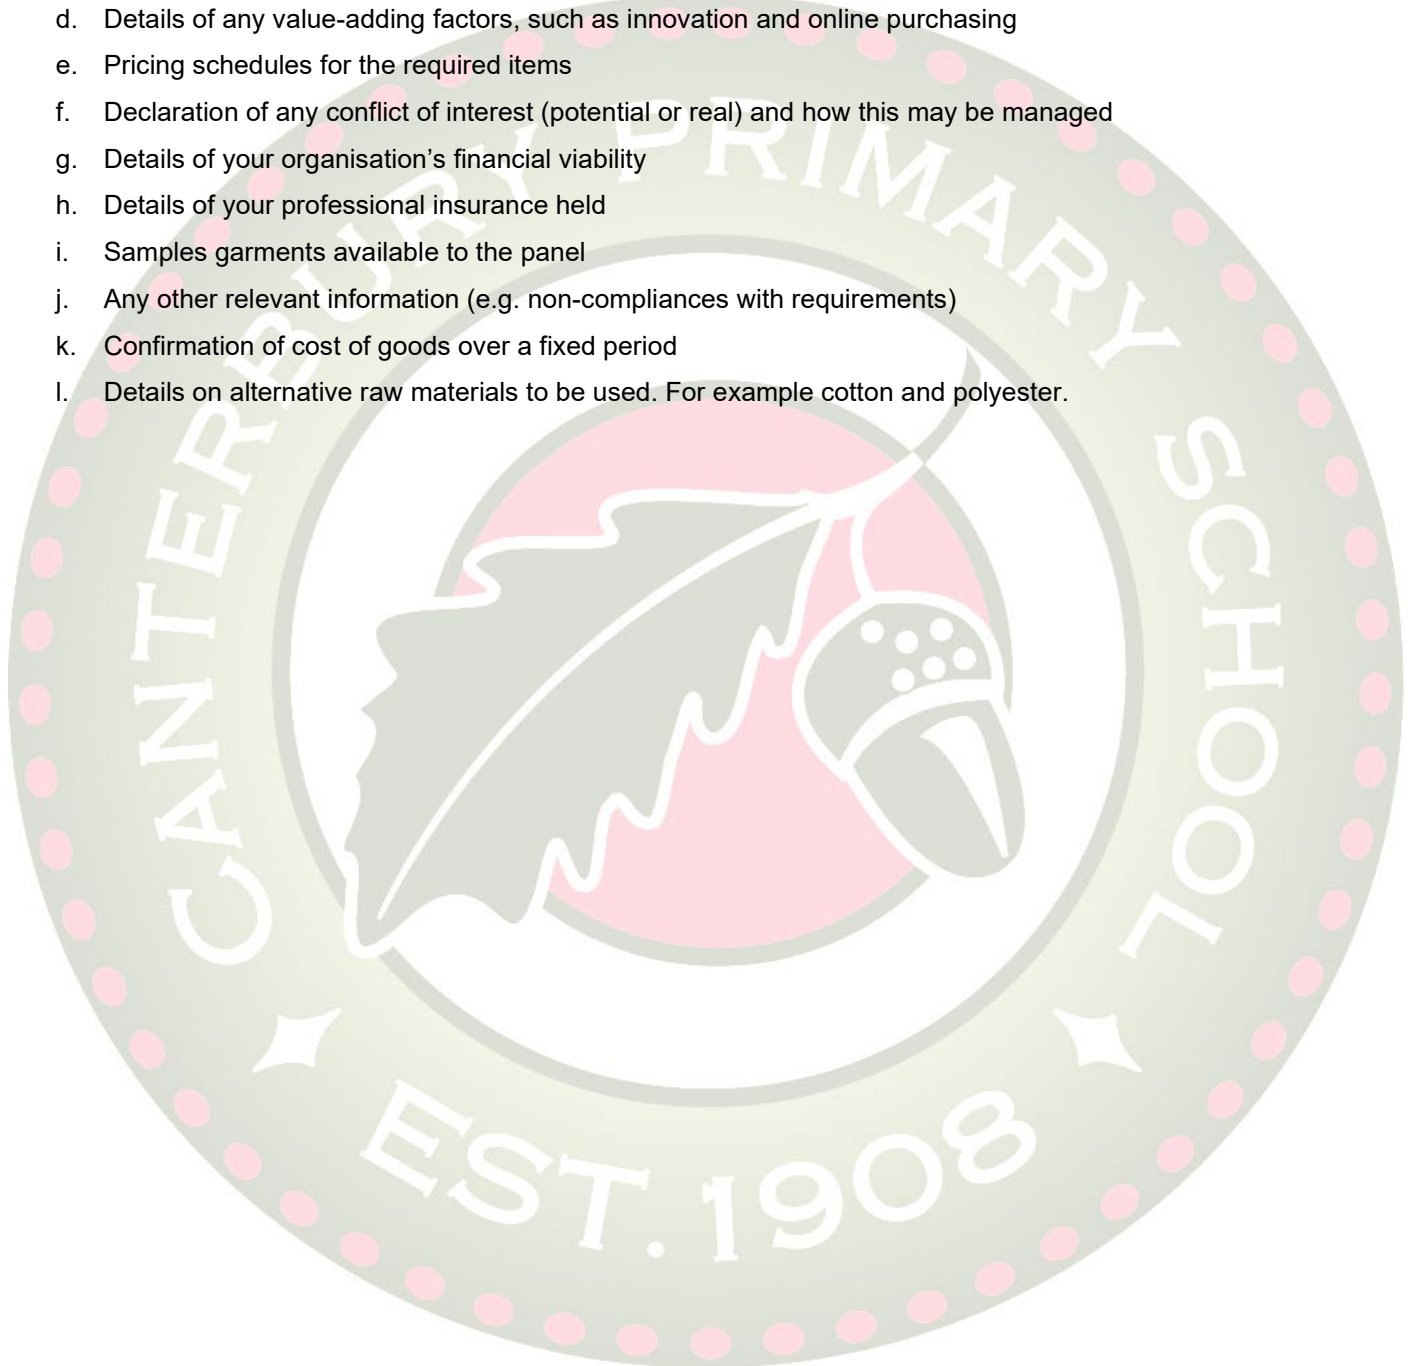 d. Details of any value-adding factors, such as innovation and online purchasing
e. Pricing schedules for the required items
f. Declaration of any conflict of interest (potential or real) and how this may be managed
g. Details of your organisation’s financial viability
h. Details of your professional insurance held
i. Samples garments available to the panel
j. Any other relevant information (e.g. non-compliances with requirements)
k. Confirmation of cost of goods over a fixed period
l. Details on alternative raw materials to be used. For example cotton and polyester.
CANTERBURY PRIMARY SCHOOL
EST. 1908